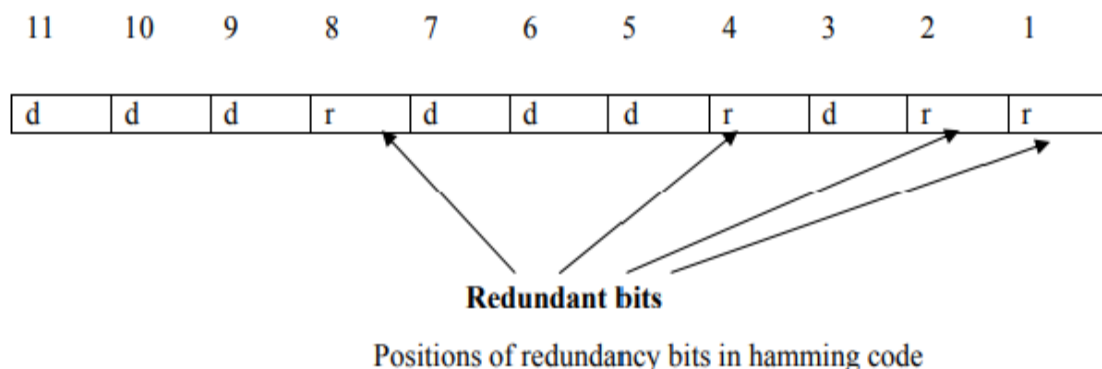 11 10 9 8 7 6 5 4 3 2 1
d d d r d d d r d r r
Redundant bits
Positions of redundancy bits in hamming code